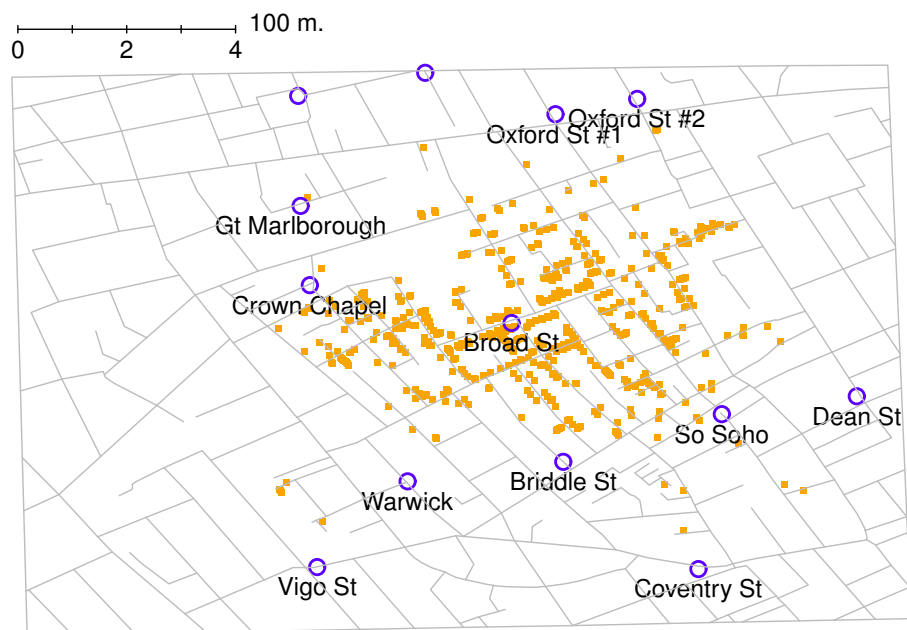 100 m.
0 2 4
Oxford St #2
Oxford St #1
Gt Marlborough
Crown Chapel
Broad St
Dean St
So Soho
Briddle St
Warwick
Vigo St
Coventry St